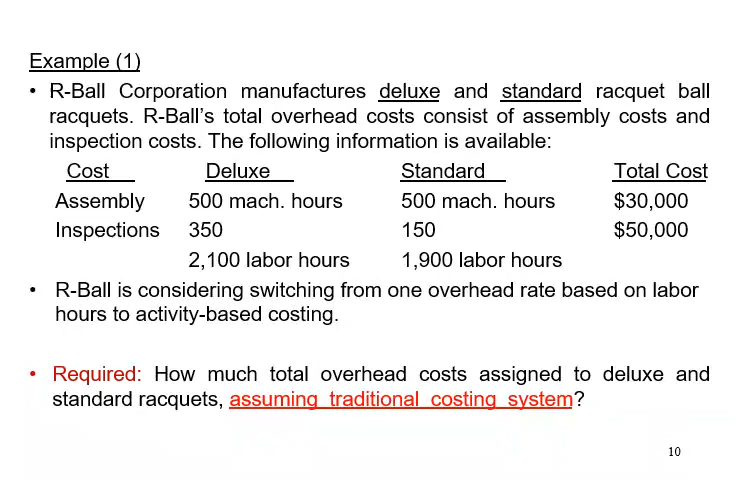 Example (1)
• R-Ball Corporation manufactures deluxe and standard racquet ball
racquets. R-Ball’s total overhead costs consist of assembly costs and
inspection costs. The following information is available:
Cost Deluxe Standard Total Cost
Assembly 500 mach. hours 500 mach. hours $30,000
Inspections 350 150 $50,000
2,100 labor hours 1,900 labor hours
• R-Ball is considering switching from one overhead rate based on labor
hours to activity-based costing.
• Required: How much total overhead costs assigned to deluxe and
standard racquets, assuming traditional costing system?
10